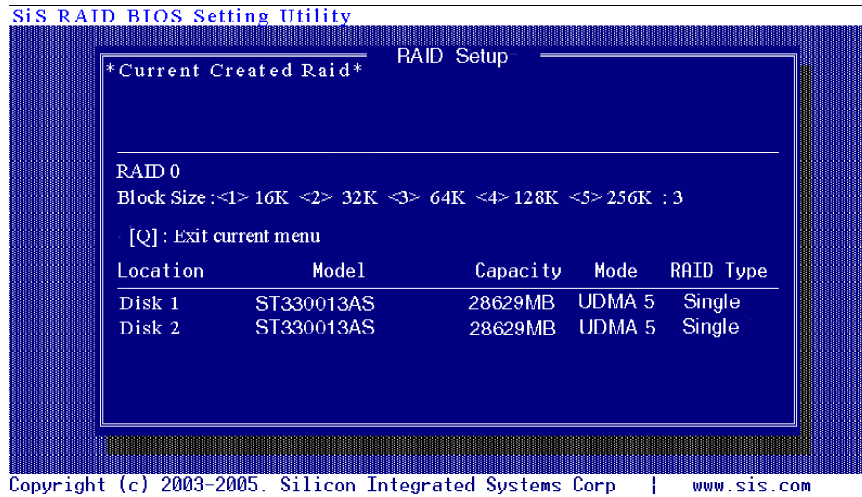 SiS RAID BIOS Setting Utility
RAID Setup
*Current Created Raid*
RAID 0
Block Size :<1> 16K <2> 32K <3> 64K <4> 128K <5> 256K : 3
[Q] : Exit current menu
Location Model Capacity Mode RAID Type
Disk 1 ST330013AS 28629MB UDMA 5 Single
Disk 2 ST330013AS 28629MB UDMA 5 Single
Copyright (c) 2003-2005. Silicon Integrated Systems Corp | www.sis.com